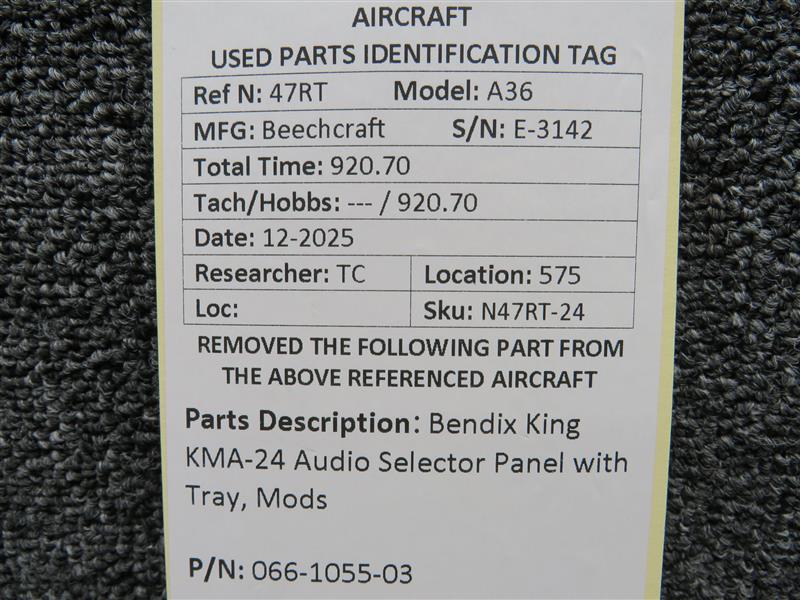 AIRCRAFT
USED PARTS IDENTIFICATION TAG
Ref N: 47RT Model: A36
MFG: Beechcraft S/N: E-3142
Total Time: 920.70
Tach/Hobbs: --- / 920.70
Date: 12-2025
Researcher: TC Location: 575
Loc: Sku: N47RT-24
REMOVED THE FOLLOWING PART FROM
THE ABOVE REFERENCED AIRCRAFT
Parts Description: Bendix King
KMA-24 Audio Selector Panel with
Tray, Mods
P/N: 066-1055-03